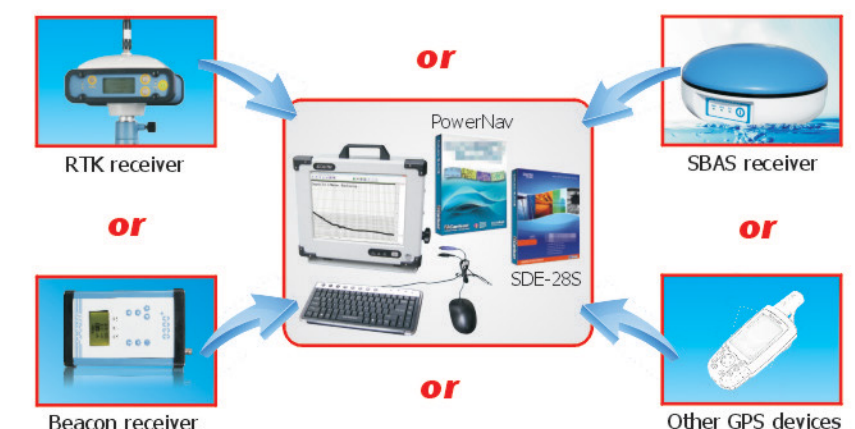 or
PowerNav
RTK receiver
SBAS receiver
or
or
SDE-28S
or
Beacon receiver
Other GPS devices